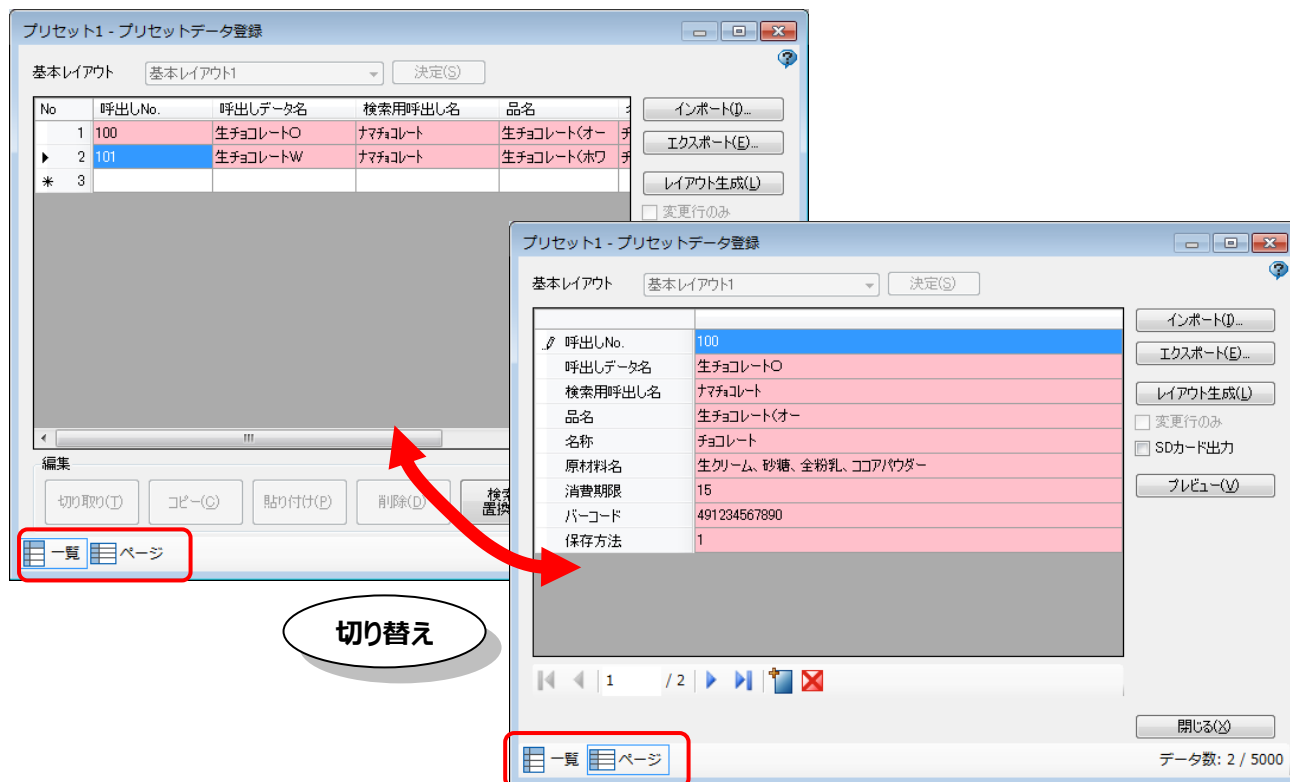 プリセット1 - プリセットデータ登録
基本レイアウト 基本レイアウト1 決定(S)
No 呼出しNo. 呼出しデータ名 検索用呼出し名 品名
1 100 生チョコレートO ナマチョコレート 生チョコレート(オー チ
2 101 生チョコレートW ナマチョコレート 生チョコレート(ホワ チ
3
インポート(I)...
エクスポート(E)...
レイアウト生成(L)
変更行のみ
編集
切り取り(T) コピー(C) 貼り付け(P) 削除(D) 検索
置換
一覧 ページ
切り替え
プリセット1 - プリセットデータ登録
基本レイアウト 基本レイアウト1 決定(S)
呼出しNo. 100
呼出しデータ名 生チョコレートO
検索用呼出し名 ナマチョコレート
品名 生チョコレート(オー
名称 チョコレート
原材料名 生クリーム、砂糖、全粉乳、ココアパウダー
消費期限 15
バーコード 491234567890
保存方法 1
インポート(I)...
エクスポート(E)...
レイアウト生成(L)
変更行のみ
SDカード出力
プレビュー(V)
1 / 2
閉じる(X)
一覧 ページ データ数: 2 / 5000